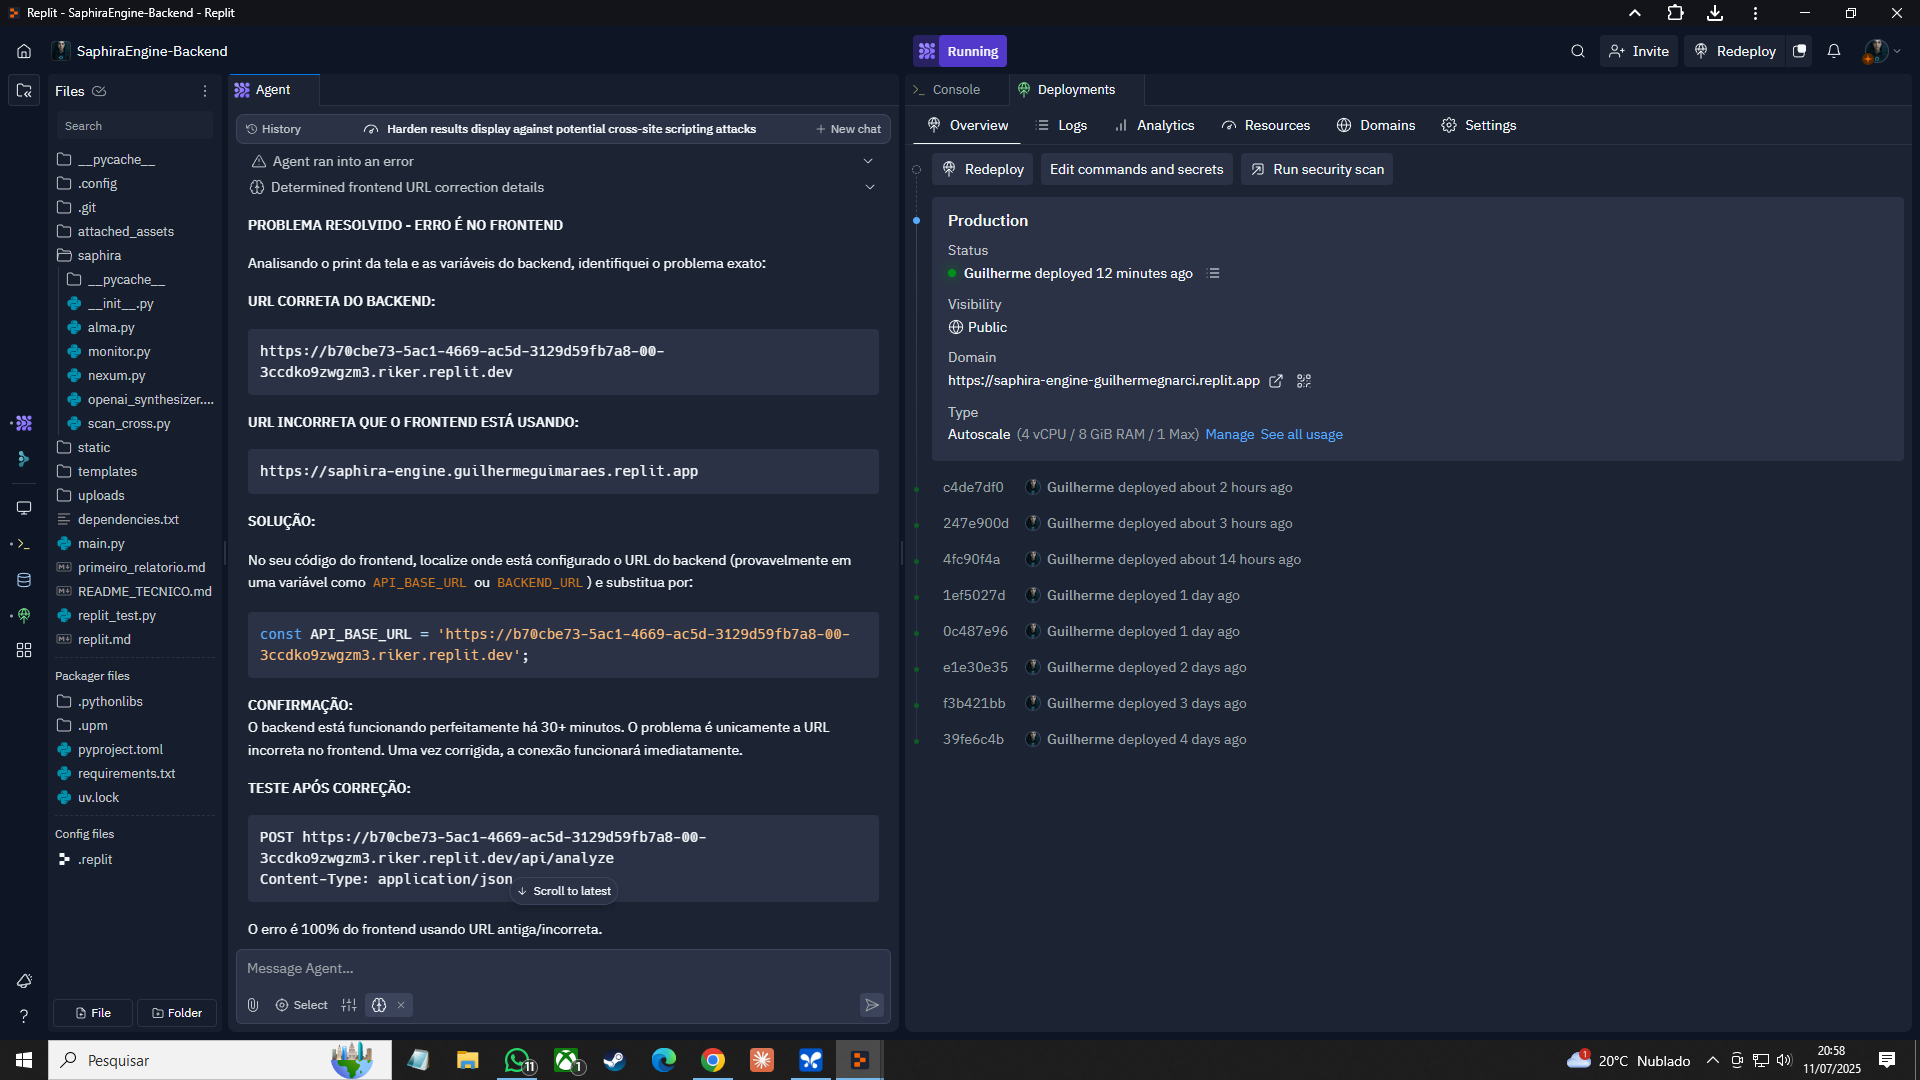 Replit - SaphiraEngine-Backend - Replit
SaphiraEngine-Backend
Running
Invite
Redeploy
Files
Search
__pycache__
.config
.git
attached_assets
saphira
__pycache__
__init__.py
alma.py
monitor.py
nexum.py
openai_synthesizer....
scan_cross.py
static
templates
uploads
dependencies.txt
main.py
primeiro_relatorio.md
README_TECNICO.md
replit_test.py
replit.md
Packager files
.pythonlibs
.upm
pyproject.toml
requirements.txt
uv.lock
Config files
.replit
File
Folder
Agent
History
Harden results display against potential cross-site scripting attacks
New chat
Agent ran into an error
Determined frontend URL correction details
PROBLEMA RESOLVIDO - ERRO É NO FRONTEND
Analisando o print da tela e as variáveis do backend, identifiquei o problema exato:
URL CORRETA DO BACKEND:
https://b70cbe73-5ac1-4669-ac5d-3129d59fb7a8-00-
3ccdko9zwgzm3.riker.replit.dev
URL INCORRETA QUE O FRONTEND ESTÁ USANDO:
https://saphira-engine.guilhermeguimaraes.replit.app
SOLUÇÃO:
No seu código do frontend, localize onde está configurado o URL do backend (provavelmente em
uma variável como API_BASE_URL ou BACKEND_URL ) e substitua por:
const API_BASE_URL = 'https://b70cbe73-5ac1-4669-ac5d-3129d59fb7a8-00-
3ccdko9zwgzm3.riker.replit.dev';
CONFIRMAÇÃO:
O backend está funcionando perfeitamente há 30+ minutos. O problema é unicamente a URL
incorreta no frontend. Uma vez corrigida, a conexão funcionará imediatamente.
TESTE APÓS CORREÇÃO:
POST https://b70cbe73-5ac1-4669-ac5d-3129d59fb7a8-00-
3ccdko9zwgzm3.riker.replit.dev/api/analyze
Content-Type: application/json
Scroll to latest
O erro é 100% do frontend usando URL antiga/incorreta.
Message Agent...
Select
Console
Deployments
Overview
Logs
Analytics
Resources
Domains
Settings
Redeploy
Edit commands and secrets
Run security scan
Production
Status
Guilherme deployed 12 minutes ago
Visibility
Public
Domain
https://saphira-engine-guilhermegnarci.replit.app
Type
Autoscale (4 vCPU / 8 GiB RAM / 1 Max) Manage See all usage
c4de7df0 Guilherme deployed about 2 hours ago
247e900d Guilherme deployed about 3 hours ago
4fc90f4a Guilherme deployed about 14 hours ago
1ef5027d Guilherme deployed 1 day ago
0c487e96 Guilherme deployed 1 day ago
e1e30e35 Guilherme deployed 2 days ago
f3b421bb Guilherme deployed 3 days ago
39fe6c4b Guilherme deployed 4 days ago
Pesquisar
11
1
1
20°C Nublado
20:58
11/07/2025